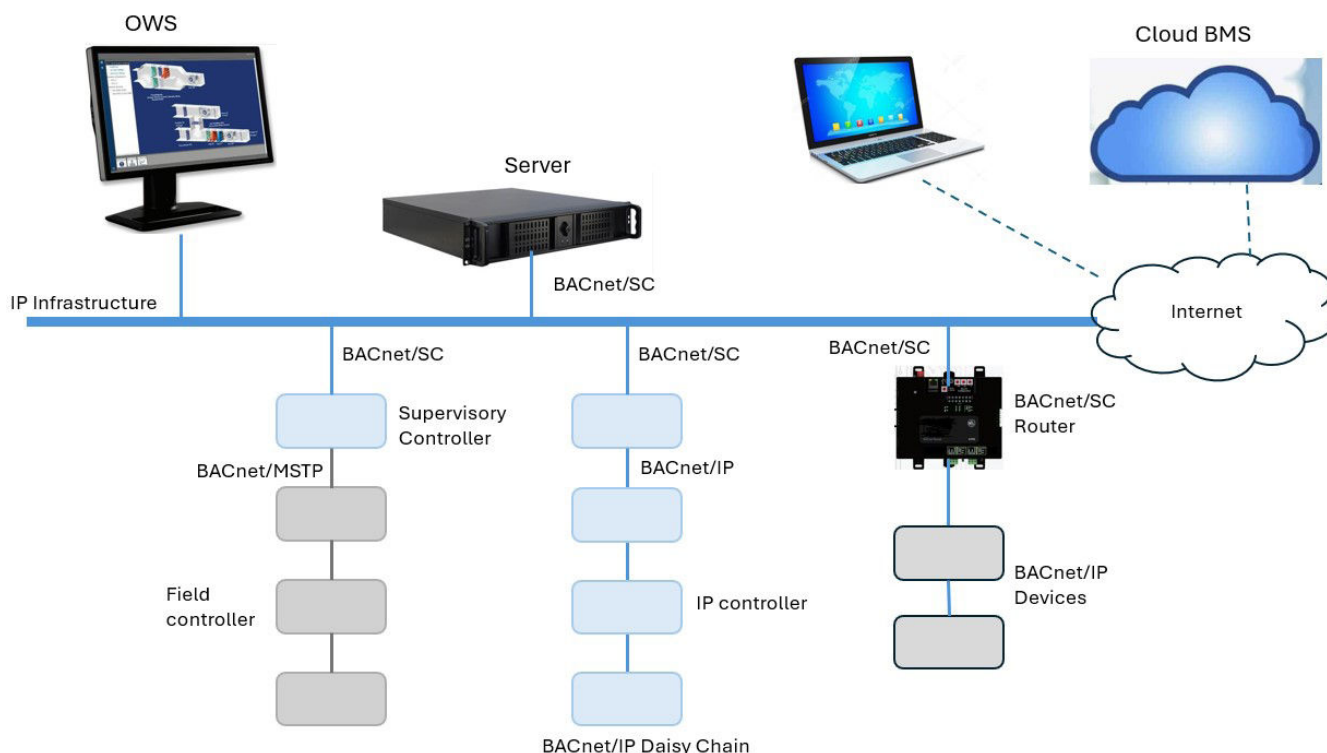 OWS
Cloud BMS
Server
BACnet/SC
IP Infrastructure
Internet
BACnet/SC
BACnet/SC
BACnet/SC
Supervisory
Controller
BACnet/SC
Router
BACnet/MSTP
BACnet/IP
Field
controller
IP controller
BACnet/IP
Devices
BACnet/IP Daisy Chain